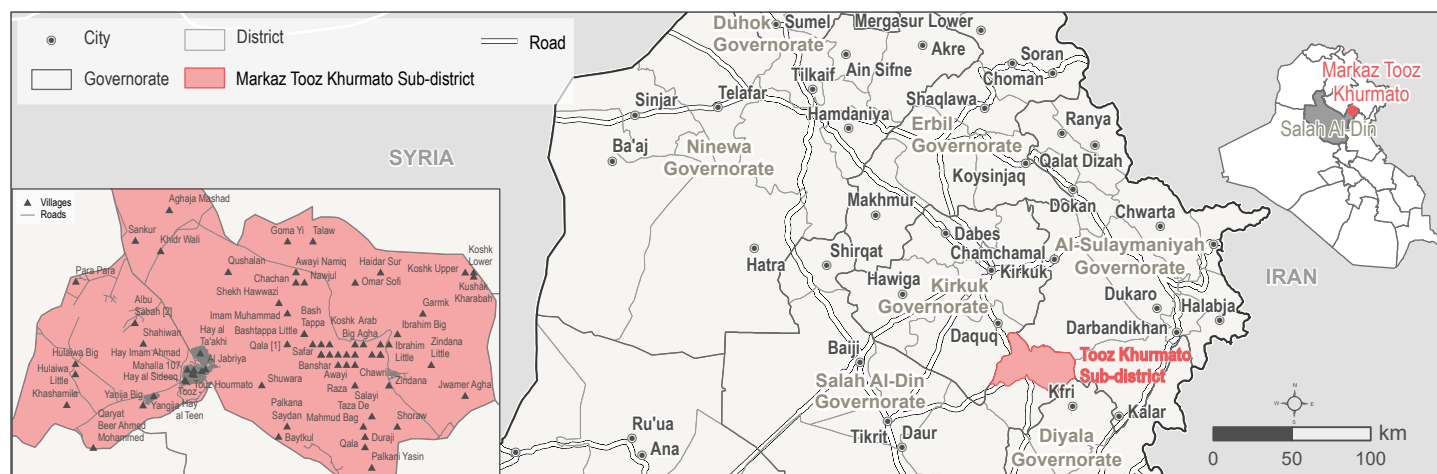 City
District
Road
Governorate
Markaz Tooz Khurmato Sub-district
SYRIA
IRAN
Duhok
Governorate
Sumel
Mergasur Lower
Akre
Soran
Choman
Ain Sifne
Tilkaif
Telafar
Sinjar
Shaqlawa
Hamdaniya
Erbil
Governorate
Ranya
Ba'aj
Ninewa
Governorate
Qalat Dizah
Koysinjaq
Dokan
Makhmur
Chwarta
Dabes
Chamchamal
Al-Sulaymaniyah
Governorate
Hatra
Shirqat
Kirkuk
Hawiga
Kirkuk
Governorate
Dukaro
Halabja
Daquq
Darbandikhan
Baiji
Tooz Khurmato
Sub-district
Salah Al-Din
Governorate
Kfri
Kalar
Ru'ua
Ana
Tikrit
Daur
Diyala
Governorate
Markaz Tooz
Khurmato
Salah Al-Din
N
W
E
S
km
0
50
100
Villages
Roads
Aghaja Mashad
Sankur
Khidr Wali
Goma Yi
Talaw
Koshk
Lower
Para Para
Qushalan
Awayi Namiq
Chachan
Nawjul
Haidar Sur
Omar Sofi
Koshk Upper
Kushak
Kharabah
Shekh Hawwazi
Albu
Sabah [2]
Imam Muhammed
Bash
Tappa
Garmk
Shahiwan
Hay al
Ta'akhi
Bashtappa Little
Koshk Arab
Big Agha
Ibrahim Big
Hulaiwa Big
Hay Imam Ahmad
Al Jabriya
Qala [1]
Safar
Ibrahim
Little
Zindana
Little
Mahalla 107
Hulaiwa
Little
Hay al Sideeq
Banshar
Awayi
Chawri
Touz Hourmato
Shuwara
Raza
Salayi
Zindana
Jwamer Agha
Khashamila
Yanija Big
Tooz -
Yangija Hay
al Teen
Palkana
Saydan
Taza De
Mahmud Bag
Shoraw
Qaryat
Beer Ahmed
Mohammed
Baytkul
Qala
Duraji
Palkani Yasin